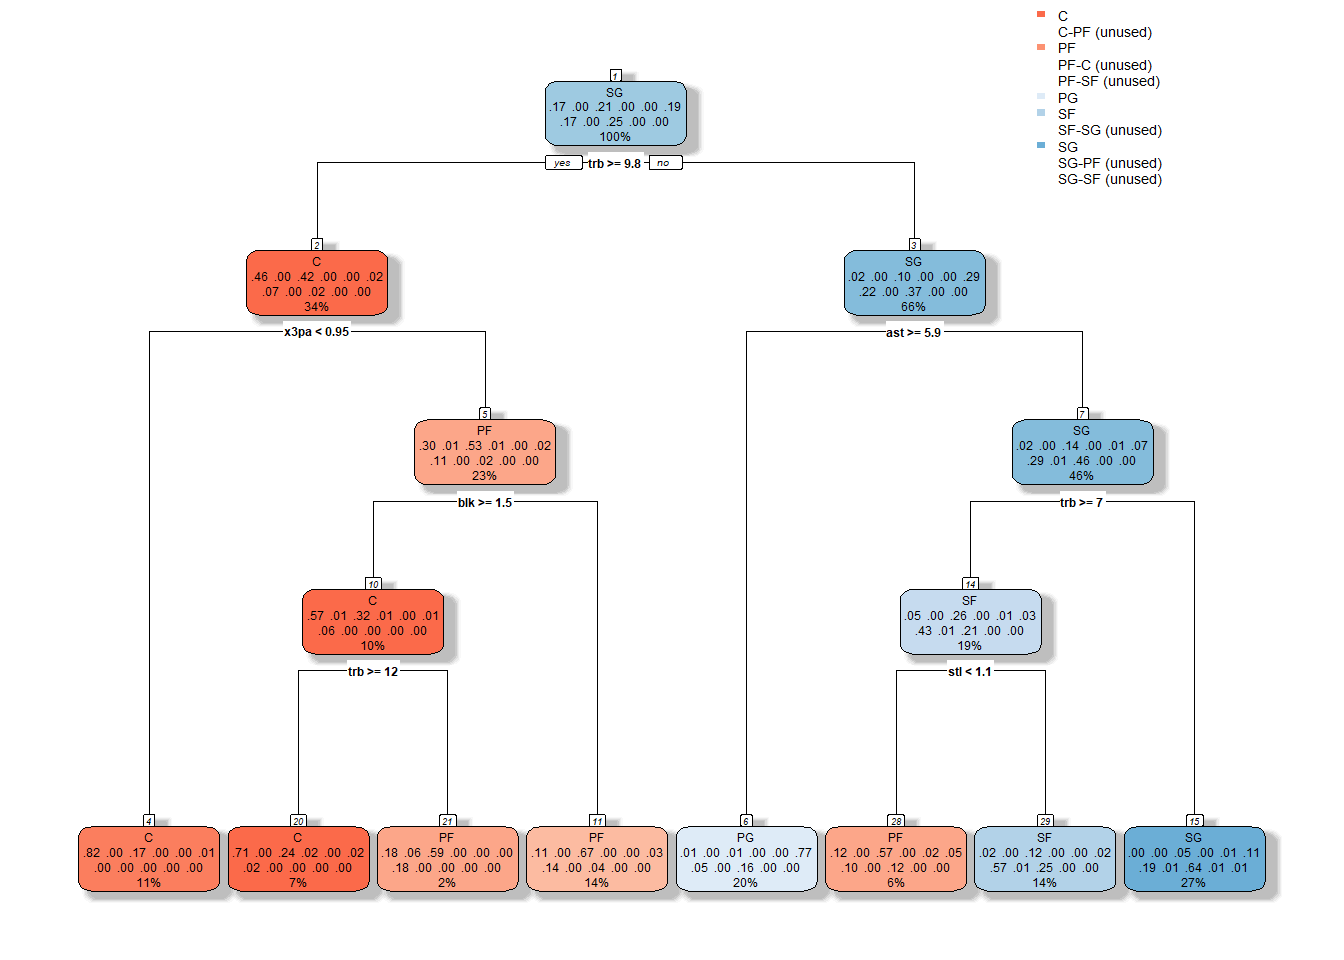 C
C-PF (unused)
PF
PF-C (unused)
PF-SF (unused)
PG
SF
SF-SG (unused)
SG
SG-PF (unused)
SG-SF (unused)
1
SG
.17 .00 .21 .00 .00 .19
.17 .00 .25 .00 .00
100%
yes trb >= 9.8 no
2
C
.46 .00 .42 .00 .00 .02
.07 .00 .02 .00 .00
34%
x3pa < 0.95
3
SG
.02 .00 .10 .00 .00 .29
.22 .00 .37 .00 .00
66%
ast >= 5.9
5
PF
.30 .01 .53 .01 .00 .02
.11 .00 .02 .00 .00
23%
blk >= 1.5
7
SG
.02 .00 .14 .00 .01 .07
.29 .01 .46 .00 .00
46%
trb >= 7
10
C
.57 .01 .32 .01 .00 .01
.06 .00 .00 .00 .00
10%
trb >= 12
14
SF
.05 .00 .26 .00 .01 .03
.43 .01 .21 .00 .00
19%
stl < 1.1
4
C
.82 .00 .17 .00 .00 .01
.00 .00 .00 .00 .00
11%
20
C
.71 .00 .24 .02 .00 .02
.02 .00 .00 .00 .00
7%
21
PF
.18 .06 .59 .00 .00 .00
.18 .00 .00 .00 .00
2%
11
PF
.11 .00 .67 .00 .00 .03
.14 .00 .04 .00 .00
14%
6
PG
.01 .00 .01 .00 .00 .77
.05 .00 .16 .00 .00
20%
28
PF
.12 .00 .57 .00 .02 .05
.10 .00 .12 .00 .00
6%
29
SF
.02 .00 .12 .00 .00 .02
.57 .01 .25 .00 .00
14%
15
SG
.00 .00 .05 .00 .01 .11
.19 .01 .64 .01 .01
27%